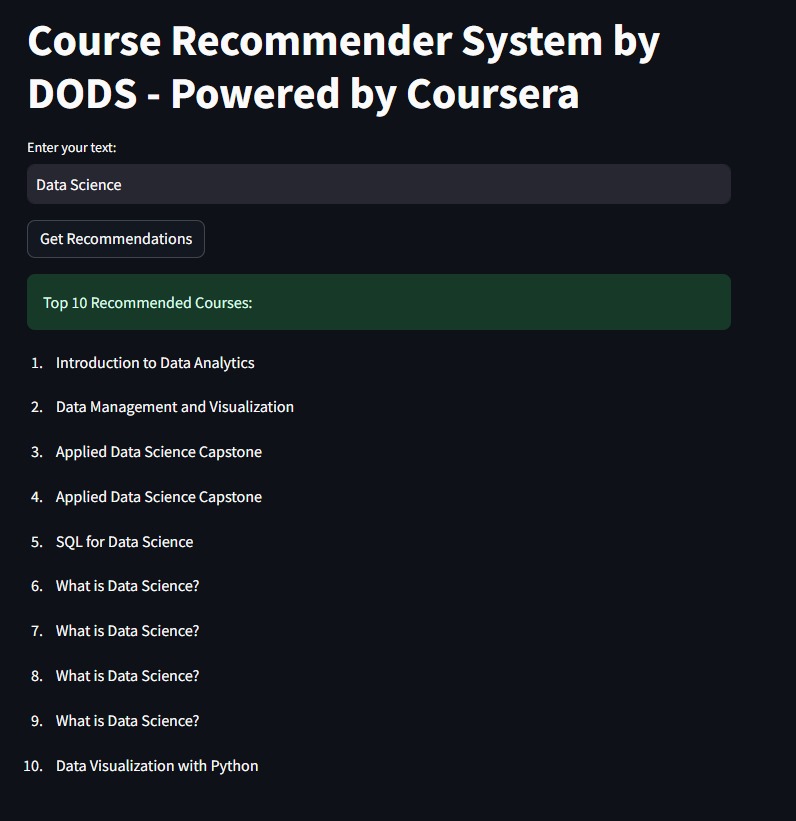 Course Recommender System by
DODS - Powered by Coursera
Enter your text:
Data Science
Get Recommendations
Top 10 Recommended Courses:
1. Introduction to Data Analytics
2. Data Management and Visualization
3. Applied Data Science Capstone
4. Applied Data Science Capstone
5. SQL for Data Science
6. What is Data Science?
7. What is Data Science?
8. What is Data Science?
9. What is Data Science?
10. Data Visualization with Python